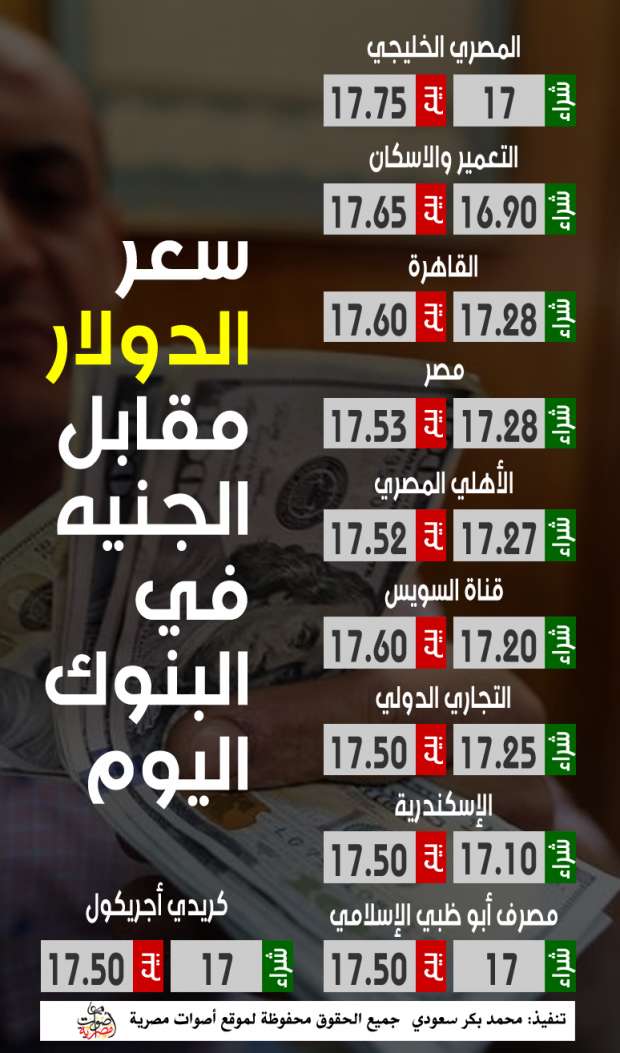 سعر
الدولار
مقابل
الجنيه
في
البنوك
اليوم
المصري الخليجي
شراء 17 بيع 17.75
التعمير والاسكان
شراء 16.90 بيع 17.65
القاهرة
شراء 17.28 بيع 17.60
مصر
شراء 17.28 بيع 17.53
الأهلي المصري
شراء 17.27 بيع 17.52
قناة السويس
شراء 17.20 بيع 17.60
التجاري الدولي
شراء 17.25 بيع 17.50
الإسكندرية
شراء 17.10 بيع 17.50
مصرف أبو ظبي الإسلامي
شراء 17 بيع 17.50
كريدي أجريكول
شراء 17 بيع 17.50
تنفيذ: محمد بكر سعودي جميع الحقوق محفوظة لموقع أصوات مصرية
أصوات
مصرية